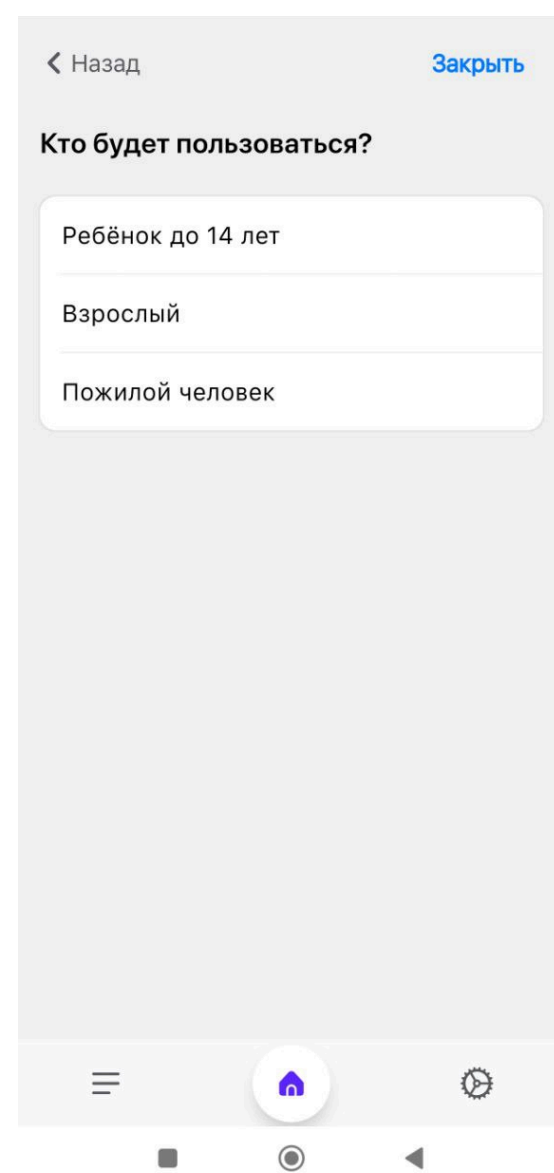 Назад
Закрыть
Кто будет пользоваться?
Ребёнок до 14 лет
Взрослый
Пожилой человек